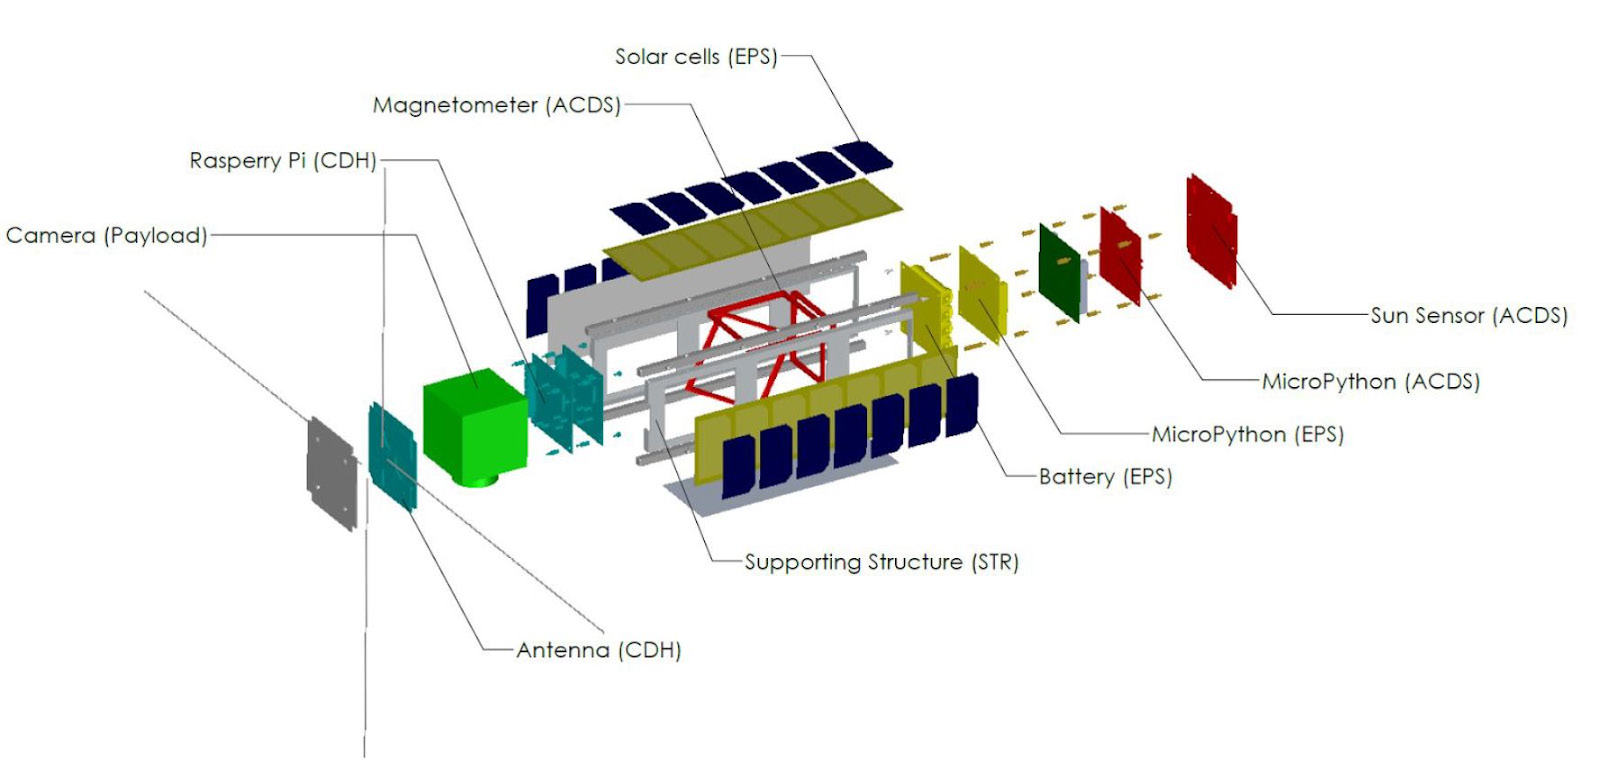 Solar cells (EPS)
Magnetometer (ACDS)
Rasperry Pi (CDH)
Camera (Payload)
Sun Sensor (ACDS)
MicroPython (ACDS)
MicroPython (EPS)
Battery (EPS)
Supporting Structure (STR)
Antenna (CDH)